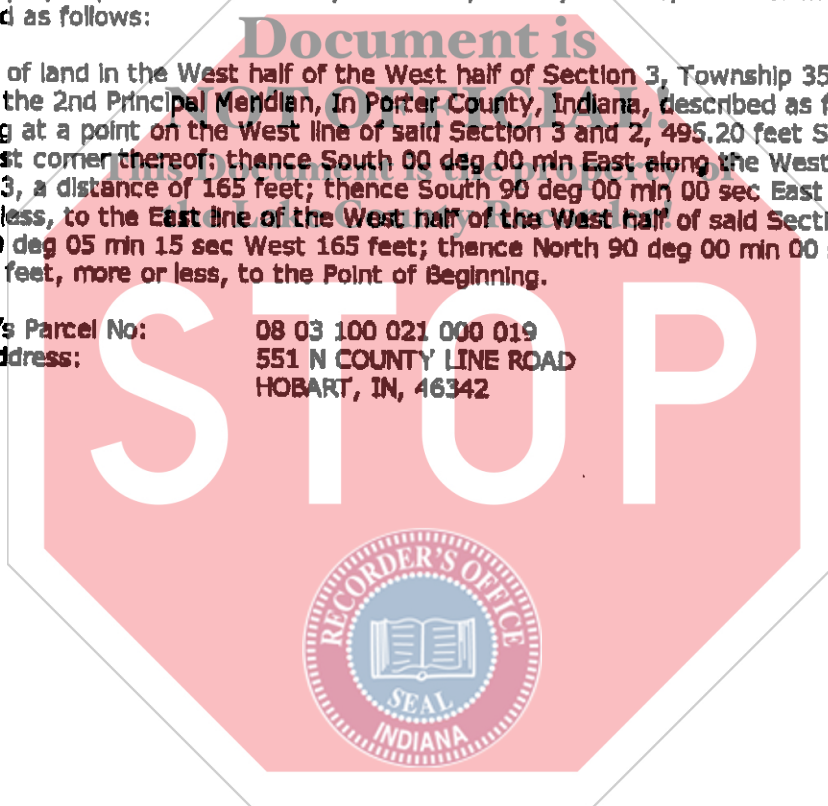 d as follows:
Document is
of land in the West half of the West half of Section 3, Township 35
NOT OFFICIAL!
the 2nd Principal Meridian, In Porter County, Indiana, described as f
g at a point on the West line of said Section 3 and 2, 495.20 feet S
st corner thereof: thence South 00 deg 00 min East along the West
This Document is the property of
3, a distance of 165 feet; thence South 90 deg 00 min 00 sec East
the Lake County Recorder!
less, to the East line of the West half of the West half of said Secti
deg 05 min 15 sec West 165 feet; thence North 90 deg 00 min 00
feet, more or less, to the Point of Beginning.
's Parcel No: 08 03 100 021 000 019
ddress: 551 N COUNTY LINE ROAD
HOBART, IN, 46342
STOP
RECORDER'S OFFICE
SEAL
INDIANA